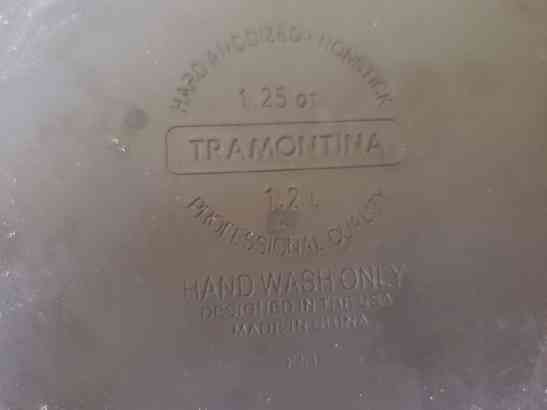 HARD ANODIZED • NONSTICK
1.25 QT
TRAMONTINA
1.2 L
PROFESSIONAL QUALITY
HAND WASH ONLY
DESIGNED IN THE USA
MADE IN CHINA